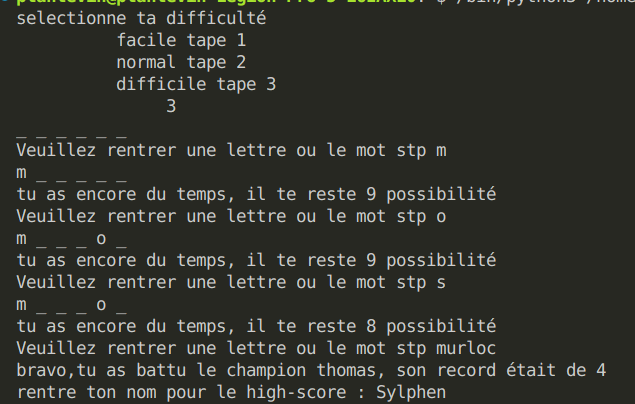 selectionne ta difficulté
facile tape 1
normal tape 2
difficile tape 3
3
_ _ _ _ _ _
Veuillez rentrer une lettre ou le mot stp m
m _ _ _ _ _
tu as encore du temps, il te reste 9 possibilité
Veuillez rentrer une lettre ou le mot stp o
m _ _ _ o _
tu as encore du temps, il te reste 9 possibilité
Veuillez rentrer une lettre ou le mot stp s
m _ _ _ o _
tu as encore du temps, il te reste 8 possibilité
Veuillez rentrer une lettre ou le mot stp murloc
bravo,tu as battu le champion thomas, son record était de 4
rentre ton nom pour le high-score : Sylphen